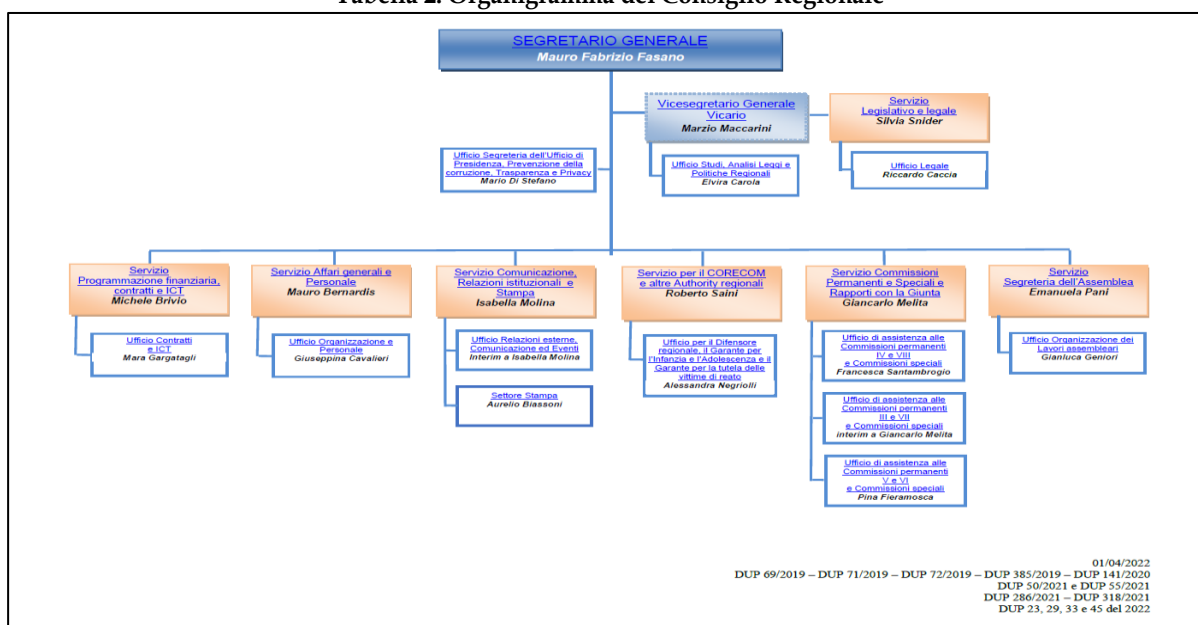 Tabella 2. Organigramma del Consiglio Regionale
SEGRETARIO GENERALE
Mauro Fabrizio Fasano
Vicesegretario Generale
Vicario
Marzio Maccarini
Servizio
Legislativo e legale
Silvia Snider
Ufficio Segreteria dell'Ufficio di
Presidenza, Prevenzione della
corruzione, Trasparenza e Privacy
Mario Di Stefano
Ufficio Studi, Analisi Leggi e
Politiche Regionali
Elvira Carola
Ufficio Legale
Riccardo Caccia
Servizio
Programmazione finanziaria,
contratti e ICT
Michele Brivio
Servizio Affari generali e
Personale
Mauro Bernardis
Servizio Comunicazione,
Relazioni istituzionali e
Stampa
Isabella Molina
Servizio per il CORECOM
e altre Authority regionali
Roberto Saini
Servizio Commissioni
Permanenti e Speciali e
Rapporti con la Giunta
Giancarlo Melita
Servizio
Segreteria dell'Assemblea
Emanuela Pani
Ufficio Contratti
e ICT
Mara Gargatagli
Ufficio Organizzazione e
Personale
Giuseppina Cavalieri
Ufficio Relazioni esterne,
Comunicazione ed Eventi
Interim a Isabella Molina
Settore Stampa
Aurelio Biassoni
Ufficio per il Difensore
regionale, il Garante per
l'Infanzia e l'Adolescenza e il
Garante per la tutela delle
vittime di reato
Alessandra Negriolli
Ufficio di assistenza alle
Commissioni permanenti
IV e VIII
e Commissioni speciali
Francesca Santambrogio
Ufficio di assistenza alle
Commissioni permanenti
III e VII
e Commissioni speciali
interim a Giancarlo Melita
Ufficio di assistenza alle
Commissioni permanenti
V e VI
e Commissioni speciali
Pina Fieramosca
Ufficio Organizzazione dei
Lavori assembleari
Gianluca Geniori
01/04/2022
DUP 69/2019 – DUP 71/2019 – DUP 72/2019 – DUP 385/2019 – DUP 141/2020
DUP 50/2021 e DUP 55/2021
DUP 286/2021 – DUP 318/2021
DUP 23, 29, 33 e 45 del 2022